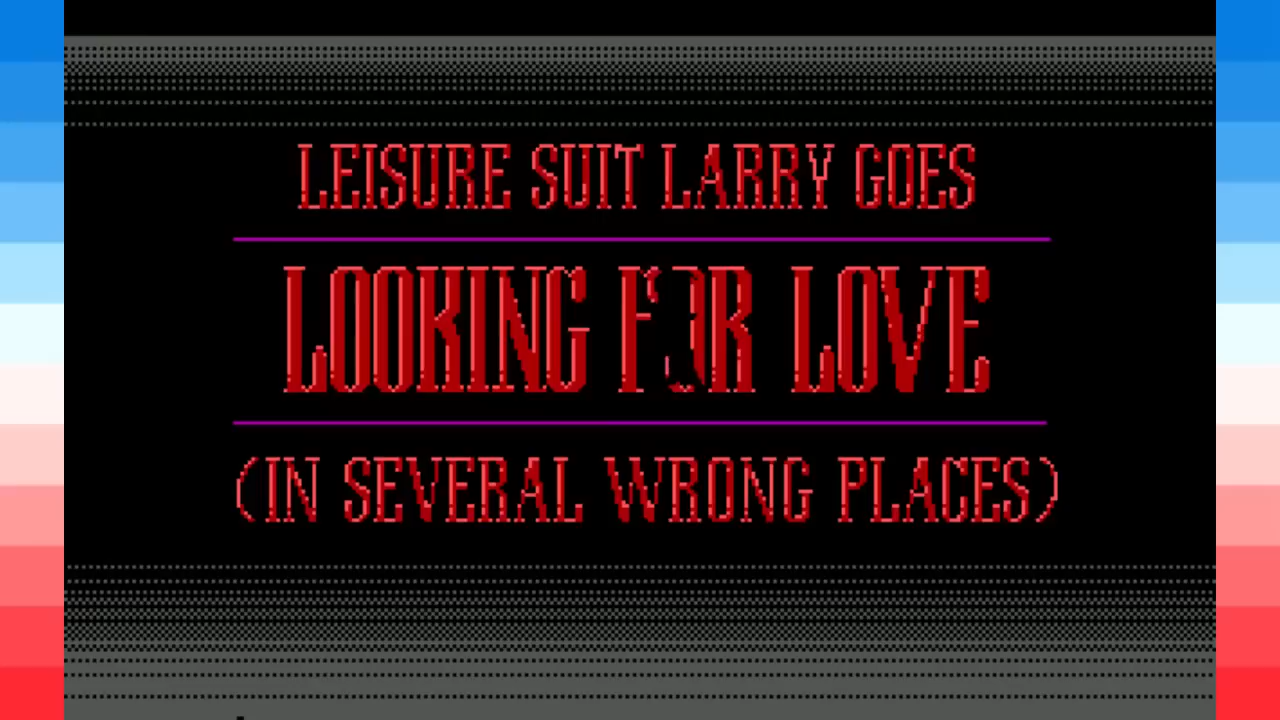 LEISURE SUIT LARRY GOES
LOOKING FOR LOVE
(IN SEVERAL WRONG PLACES)